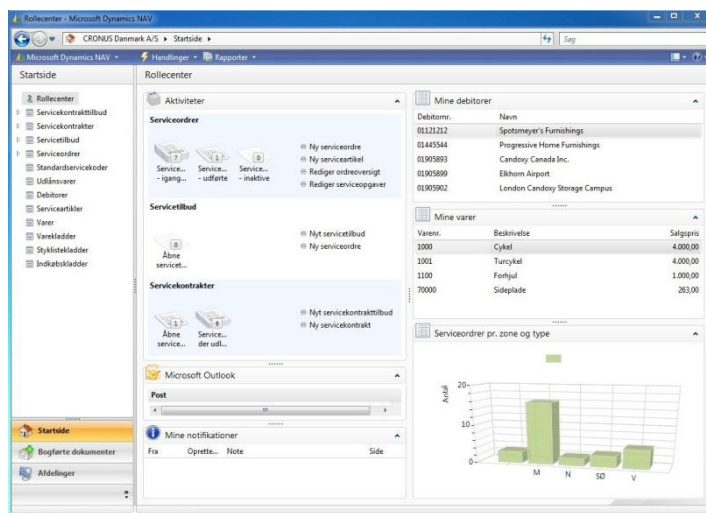 Rollecenter - Microsoft Dynamics NAV
CRONUS Danmark A/S
Startside
Søg
Microsoft Dynamics NAV
Handlinger
Rapporter
Startside
Rollecenter
Servicekontrakttilbud
Servicekontrakter
Servicetilbud
Serviceordrer
Standardservicekoder
Udlånsvarer
Debitorer
Serviceartikler
Varer
Varekladder
Styklistekladder
Indkøbskladder
Startside
Bogførte dokumenter
Afdelinger
Rollecenter
Aktiviteter
Serviceordrer
7 1 0
Service... Service... Service...
- igang... - udførte - inaktive
Ny serviceordre
Ny serviceartikel
Rediger ordreoversigt
Rediger serviceopgaver
Servicetilbud
0
Åbne
servicet...
Nyt servicetilbud
Ny serviceordre
Servicekontrakter
1 6
Åbne Service...
service... der udl...
Nyt servicekontrakttilbud
Ny servicekontrakt
Microsoft Outlook
Post
Mine notifikationer
Fra Oprette... Note Side
Mine debitorer
Debitornr. Navn
01121212 Spotsmeyer's Furnishings
01445544 Progressive Home Furnishings
01905893 Candoxy Canada Inc.
01905899 Elkhorn Airport
01905902 London Candoxy Storage Campus
Mine varer
Varenr. Beskrivelse Salgspris
1000 Cykel 4.000,00
1001 Turcykel 4.000,00
1100 Forhjul 1.000,00
70000 Sideplade 263,00
Serviceordrer pr. zone og type
Antal
20
10
0
M N SØ V